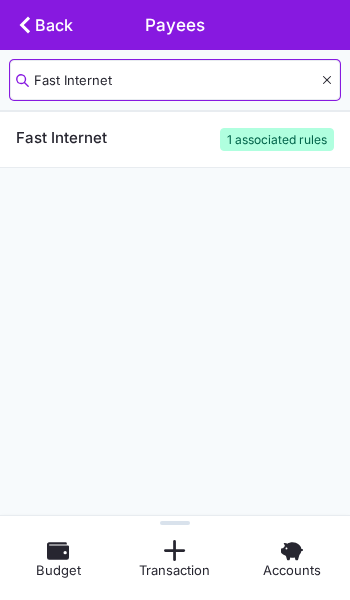 Back
Payees
Fast Internet
Fast Internet
1 associated rules
Budget
Transaction
Accounts